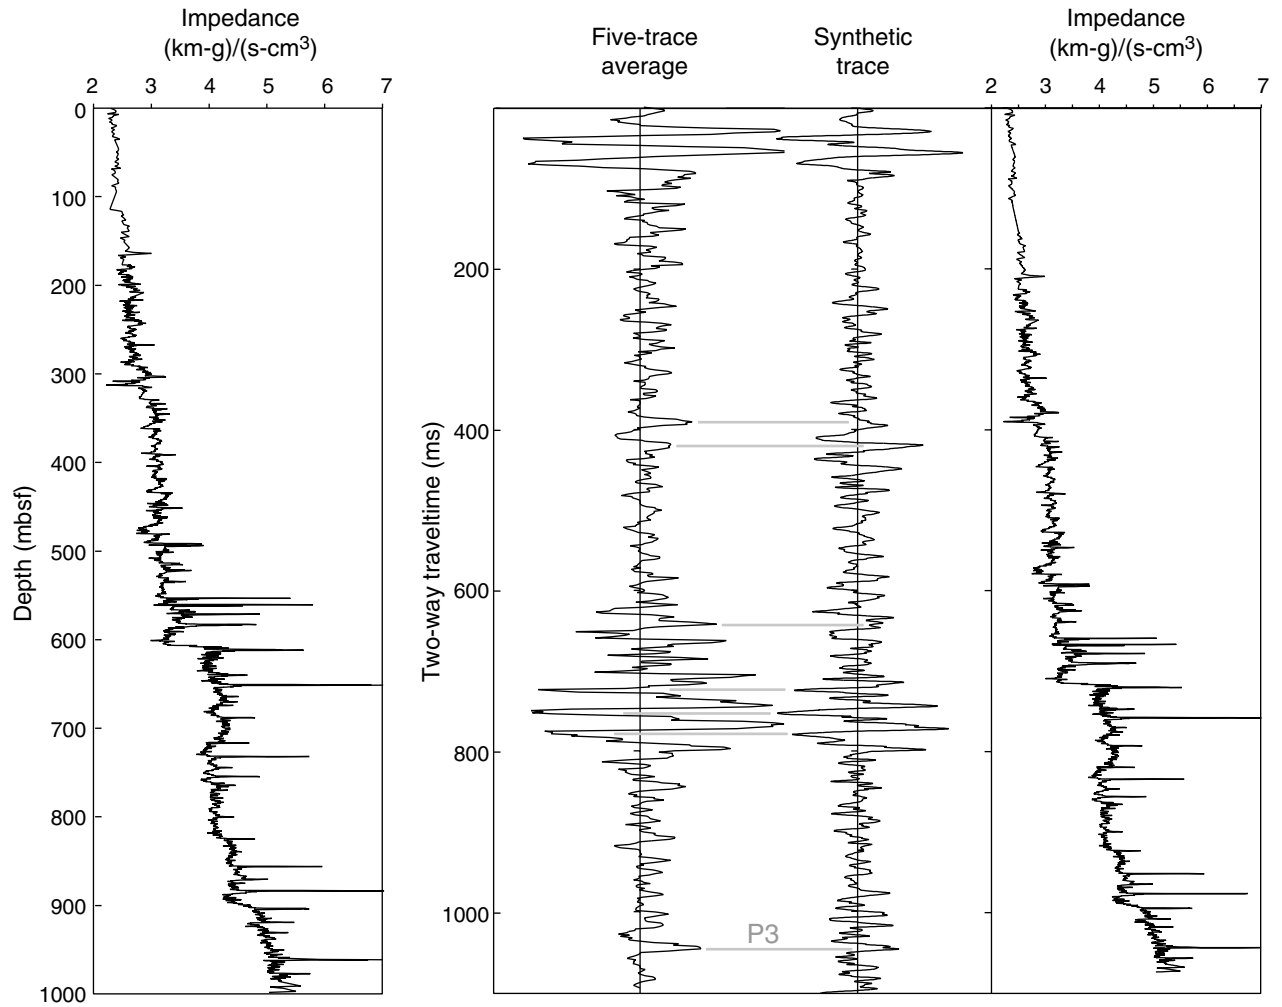 Impedance
(km-g)/(s-cm³)
2 3 4 5 6 7
Five-trace
average
Synthetic
trace
Impedance
(km-g)/(s-cm³)
2 3 4 5 6 7
Depth (mbsf)
0
100
200
300
400
500
600
700
800
900
1000
Two-way traveltime (ms)
200
400
600
800
1000
P3